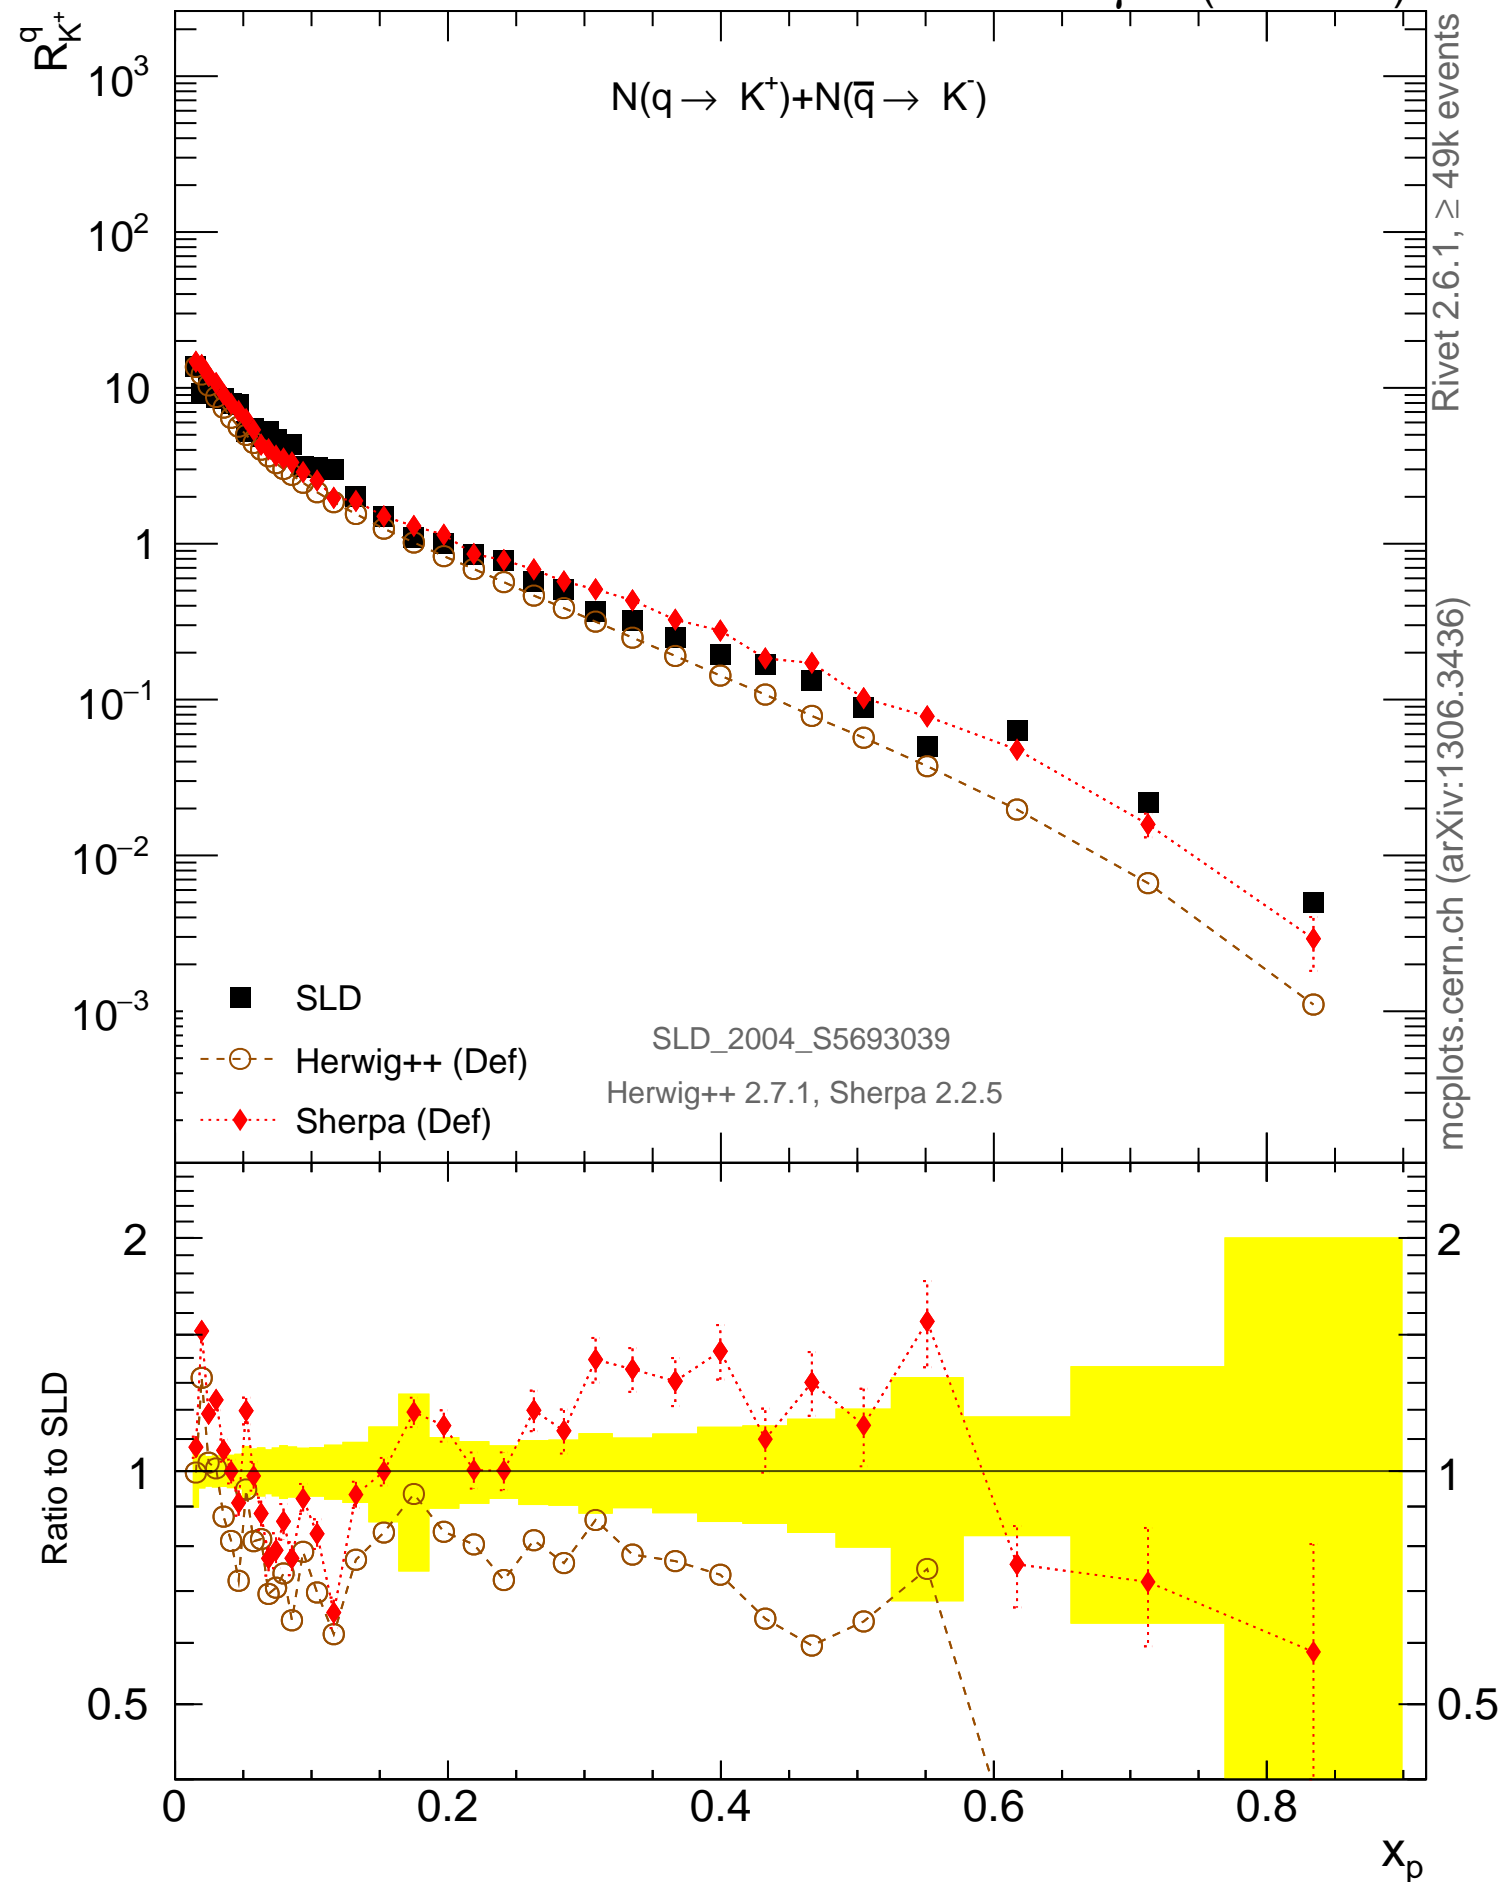 R^q_{K^+}
N(q → K^+)+N(q̅ → K^-)
10^3
10^2
10
1
10^{−1}
10^{−2}
10^{−3}
SLD
Herwig++ (Def)
Sherpa (Def)
SLD_2004_S5693039
Herwig++ 2.7.1, Sherpa 2.2.5
Rivet 2.6.1, ≥ 49k events
mcplots.cern.ch (arXiv:1306.3436)
Ratio to SLD
2
1
0.5
2
1
0.5
0 0.2 0.4 0.6 0.8
x_p